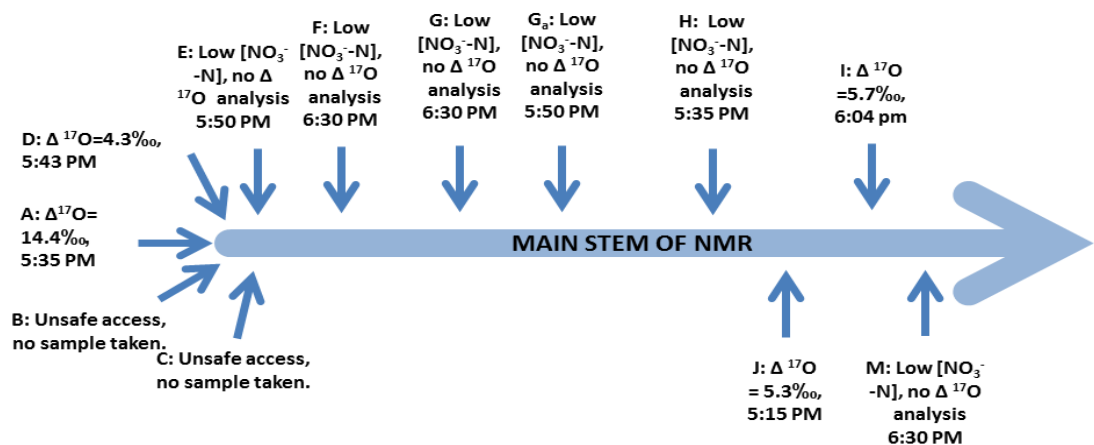 E: Low [NO₃⁻
-N], no Δ
¹⁷O analysis
5:50 PM
F: Low
[NO₃⁻-N],
no Δ ¹⁷O
analysis
6:30 PM
G: Low
[NO₃⁻-N],
no Δ ¹⁷O
analysis
6:30 PM
Gₐ: Low
[NO₃⁻-N],
no Δ ¹⁷O
analysis
5:50 PM
H: Low
[NO₃⁻-N],
no Δ ¹⁷O
analysis
5:35 PM
I: Δ ¹⁷O
=5.7‰,
6:04 pm
D: Δ ¹⁷O=4.3‰,
5:43 PM
A: Δ¹⁷O=
14.4‰,
5:35 PM
MAIN STEM OF NMR
B: Unsafe access,
no sample taken.
C: Unsafe access,
no sample taken.
J: Δ ¹⁷O
= 5.3‰,
5:15 PM
M: Low [NO₃⁻
-N], no Δ ¹⁷O
analysis
6:30 PM